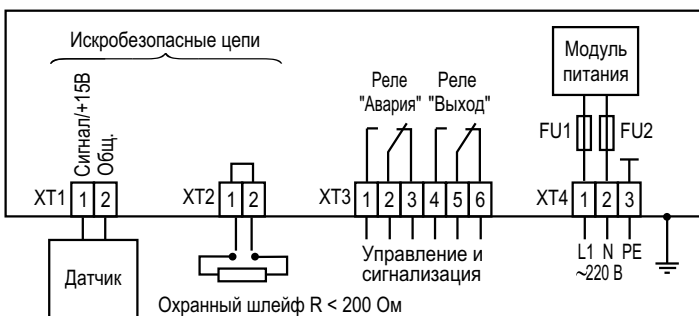 Искробезопасные цепи
Модуль
питания
Реле
"Авария"
Реле
"Выход"
Сигнал/+15В
Общ.
FU1
FU2
XT1
1
2
XT2
1
2
XT3
1
2
3
4
5
6
XT4
1
2
3
Датчик
Управление и
сигнализация
L1 N PE
~220 В
Охранный шлейф R < 200 Ом